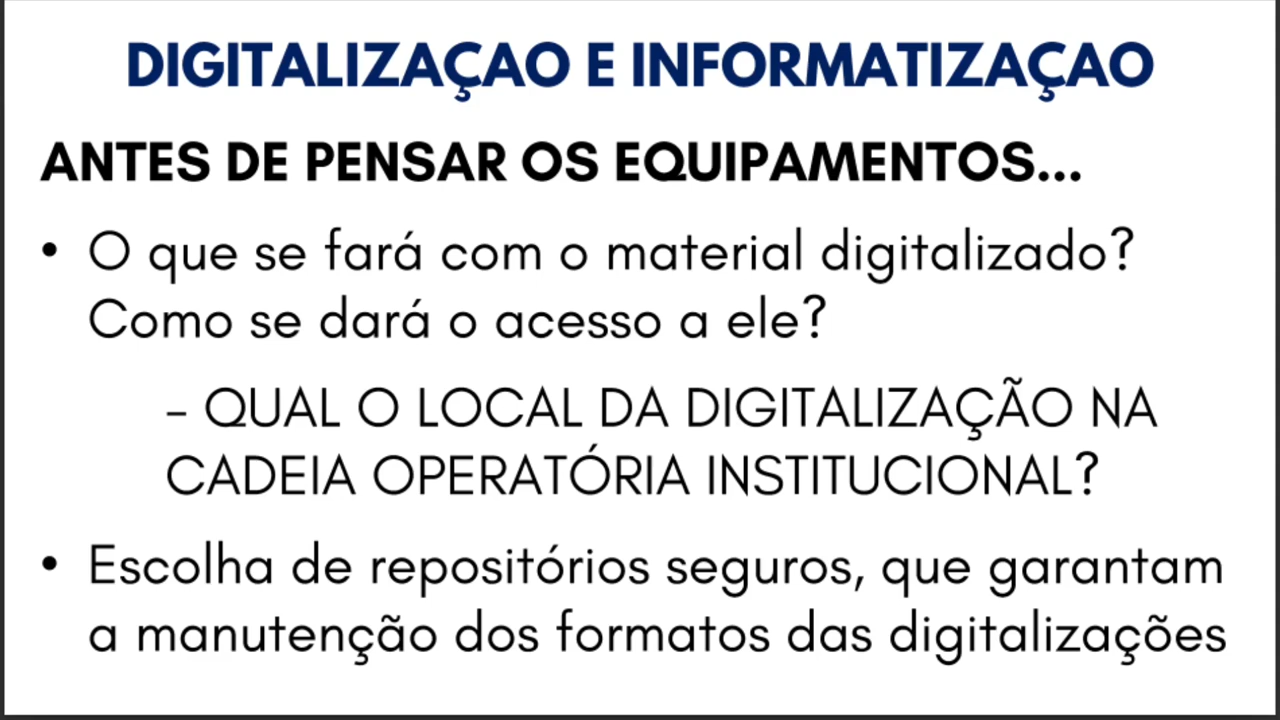 DIGITALIZAÇAO E INFORMATIZAÇAO
ANTES DE PENSAR OS EQUIPAMENTOS...
• O que se fará com o material digitalizado?
Como se dará o acesso a ele?
– QUAL O LOCAL DA DIGITALIZAÇÃO NA
CADEIA OPERATÓRIA INSTITUCIONAL?
• Escolha de repositórios seguros, que garantam
a manutenção dos formatos das digitalizações